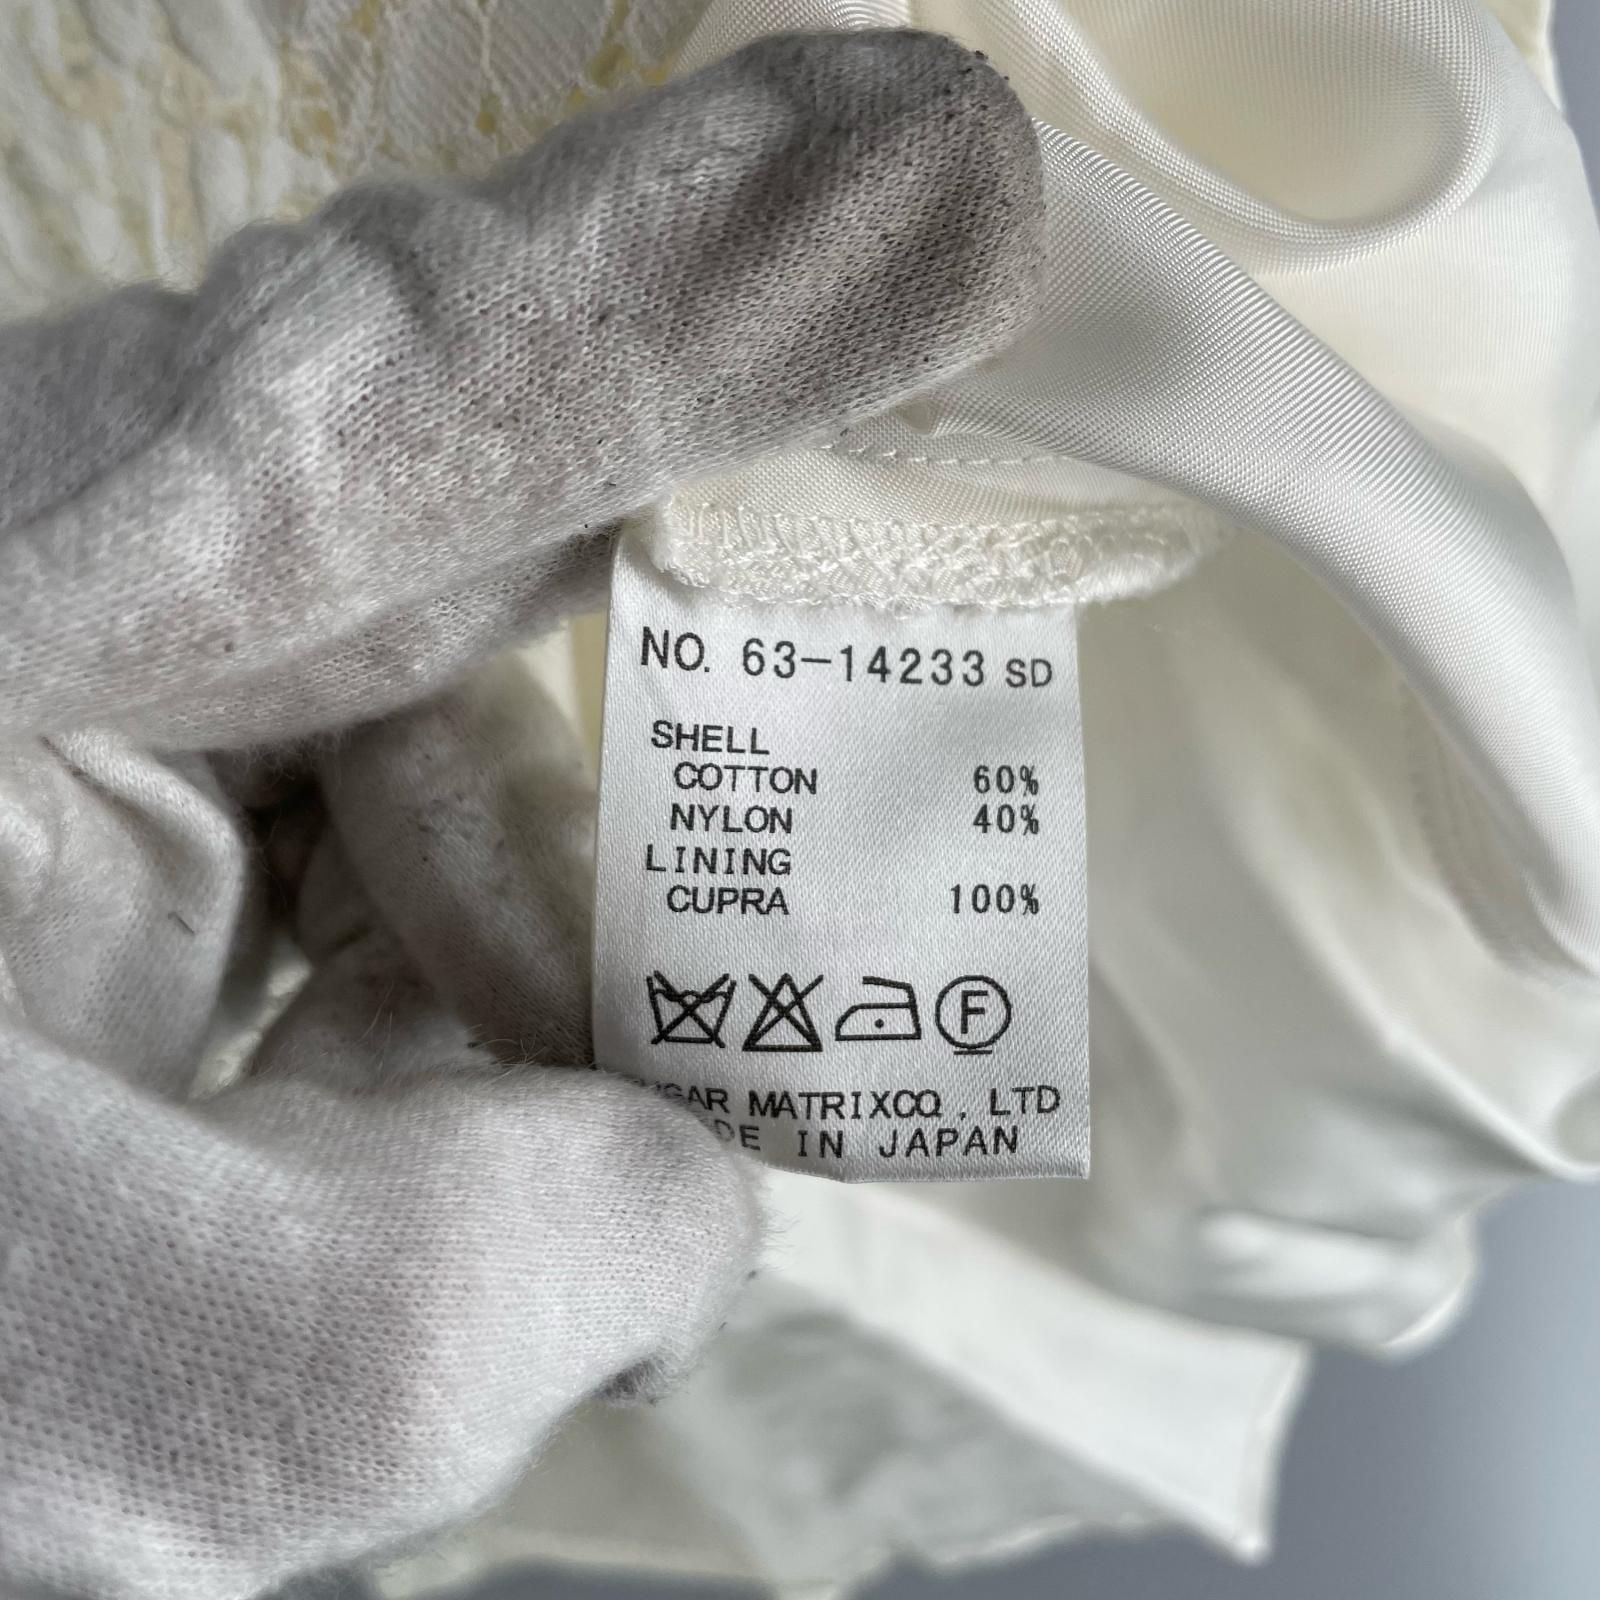 NO. 63-14233 SD
SHELL
COTTON 60%
NYLON 40%
LINING
CUPRA 100%
F
MATRIXCO., LTD
IN JAPAN